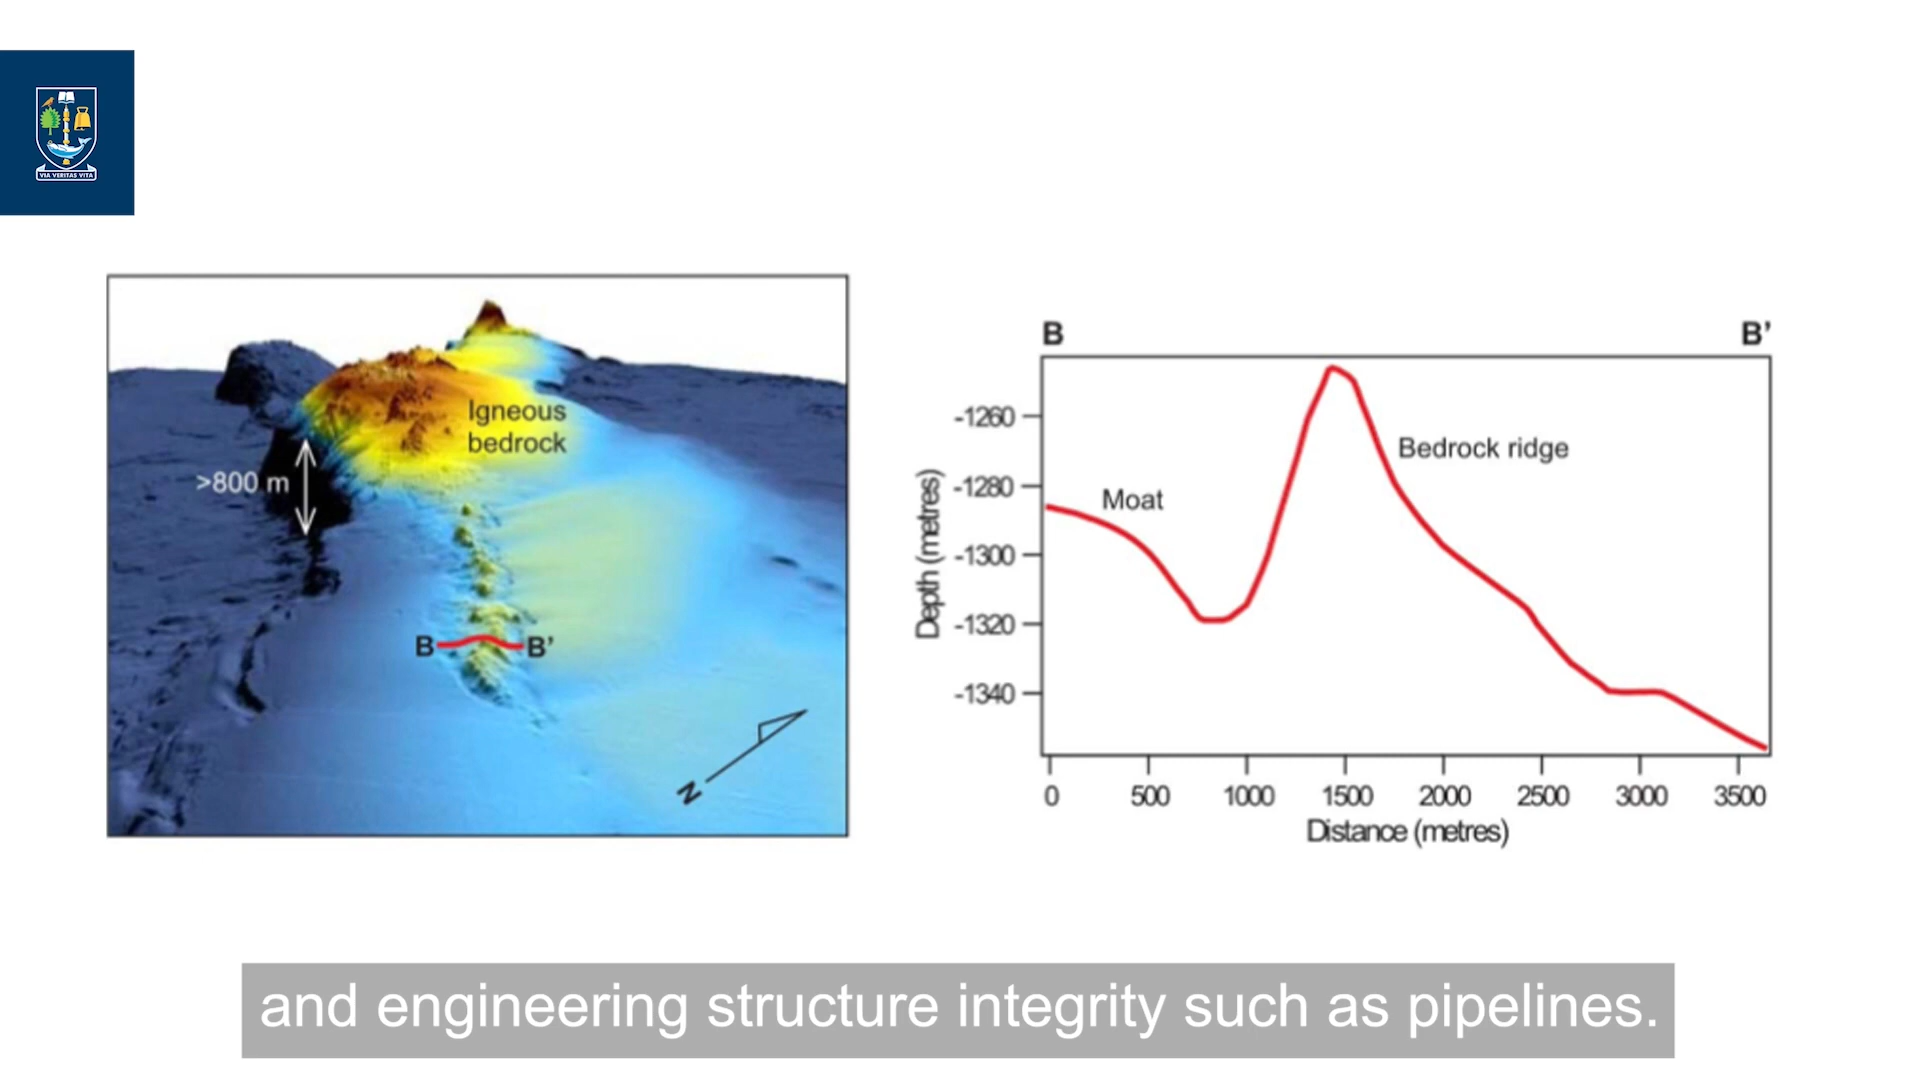 VIA VERITAS VITA
Igneous
bedrock
>800 m
B
B’
N
B
B’
Depth (metres)
-1260
-1280
-1300
-1320
-1340
Moat
Bedrock ridge
0 500 1000 1500 2000 2500 3000 3500
Distance (metres)
and engineering structure integrity such as pipelines.